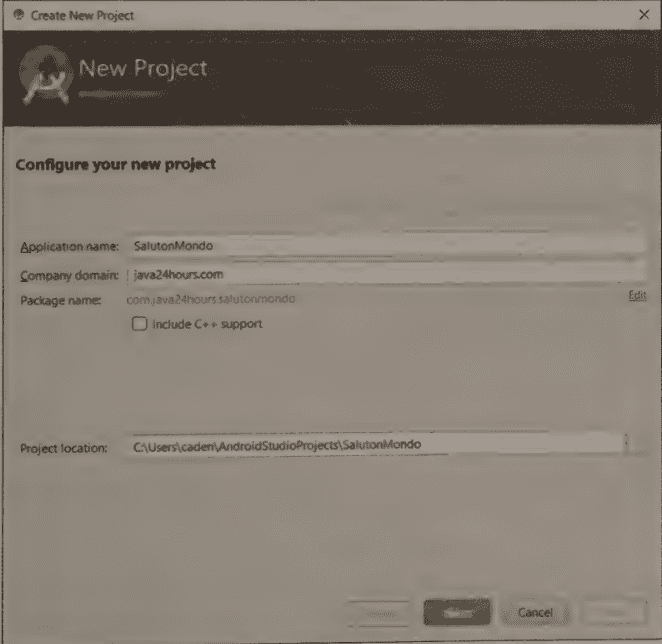 Create New Project
New Project
Configure your new project
Application name: SalutonMondo
Company domain: java24hours.com
Package name: com.java24hours.salutonmondo Edit
Include C++ support
Project location: C:\Users\caden\AndroidStudioProjects\SalutonMondo
Cancel